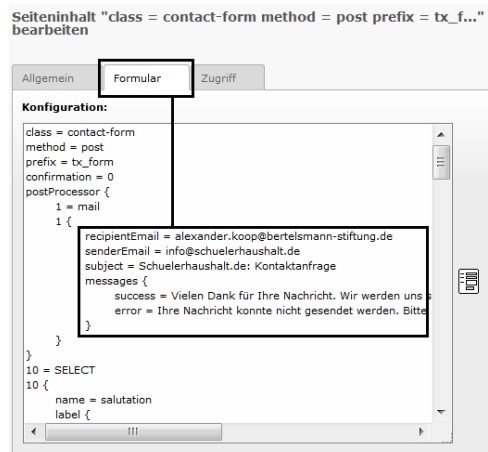 Seiteninhalt "class = contact-form method = post prefix = tx_f..."
bearbeiten
Allgemein Formular Zugriff
Konfiguration:
class = contact-form
method = post
prefix = tx_form
confirmation = 0
postProcessor {
1 = mail
1 {
recipientEmail = alexander.koop@bertelsmann-stiftung.de
senderEmail = info@schuelerhaushalt.de
subject = Schuelerhaushalt.de: Kontaktanfrage
messages {
success = Vielen Dank für Ihre Nachricht. Wir werden uns s
error = Ihre Nachricht konnte nicht gesendet werden. Bitte
}
}
}
10 = SELECT
10 {
name = salutation
label {